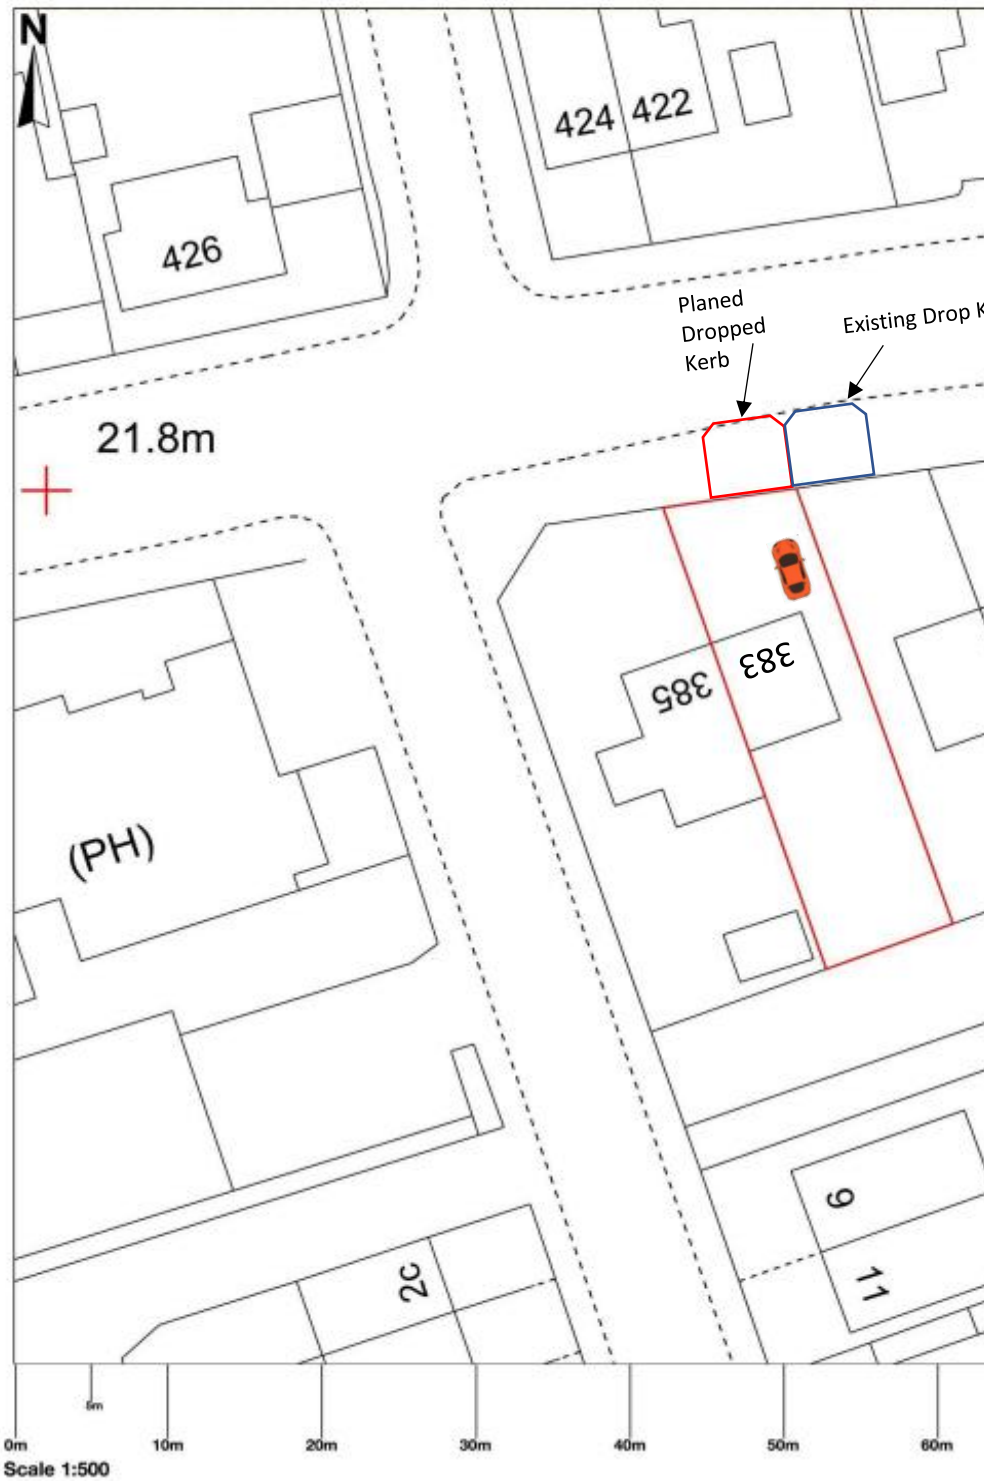 N
424 422
426
Planed
Dropped
Kerb
Existing Drop K
21.8m
383
385
(PH)
9
11
2c
5m
0m 10m 20m 30m 40m 50m 60m
Scale 1:500